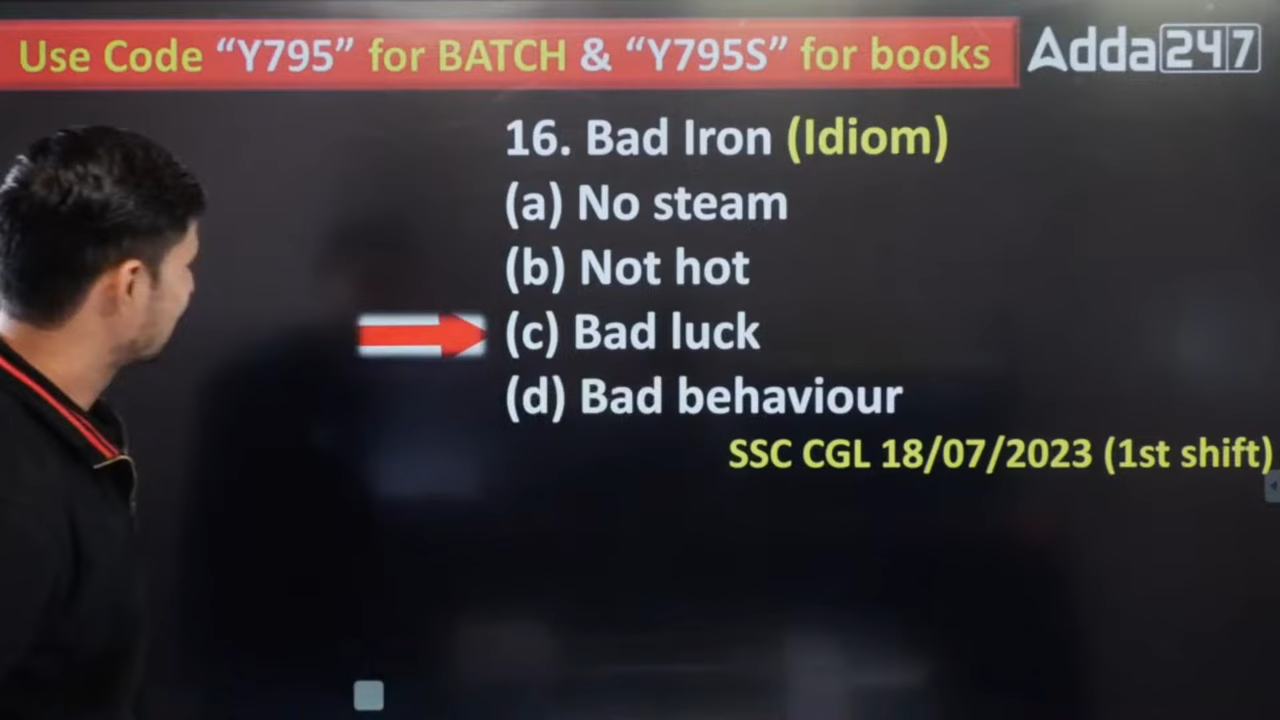 Use Code “Y795” for BATCH & “Y795S” for books
Adda247
16. Bad Iron (Idiom)
(a) No steam
(b) Not hot
(c) Bad luck
(d) Bad behaviour
SSC CGL 18/07/2023 (1st shift)